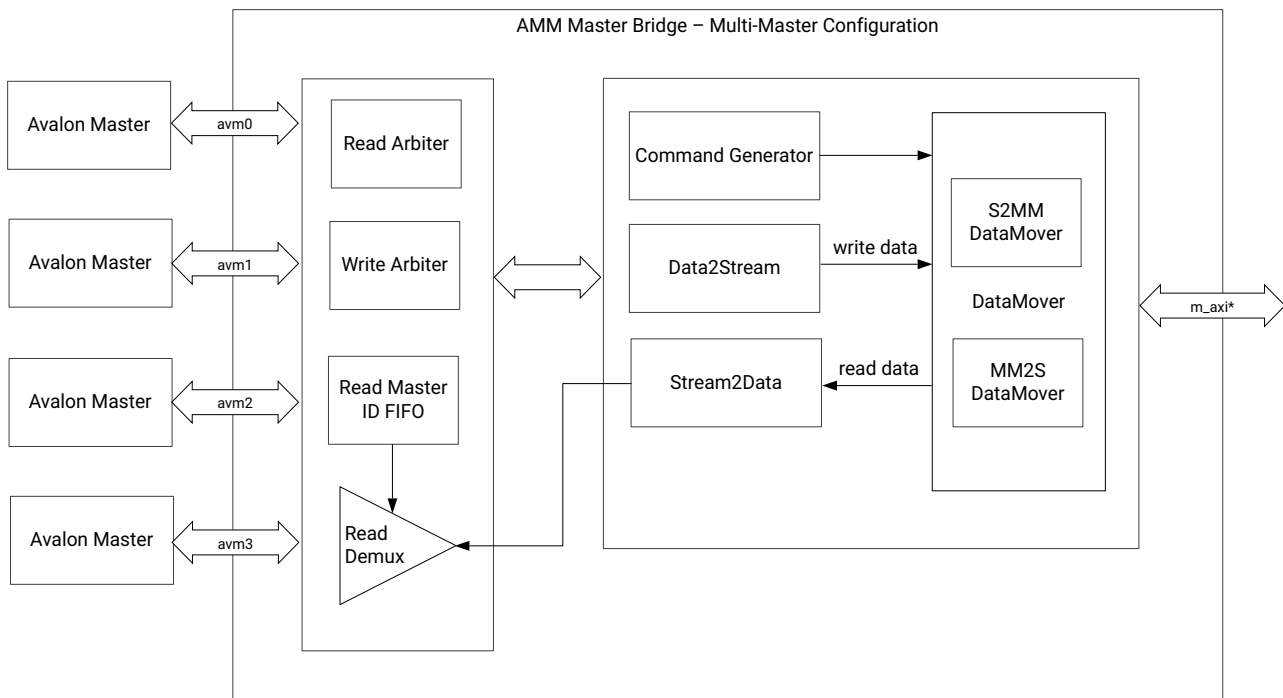 AMM Master Bridge – Multi-Master Configuration
Avalon Master
avm0
Read Arbiter
Command Generator
S2MM
DataMover
Avalon Master
avm1
Write Arbiter
Data2Stream
write data
DataMover
m_axi*
Avalon Master
avm2
Read Master
ID FIFO
Stream2Data
read data
MM2S
DataMover
Avalon Master
avm3
Read
Demux